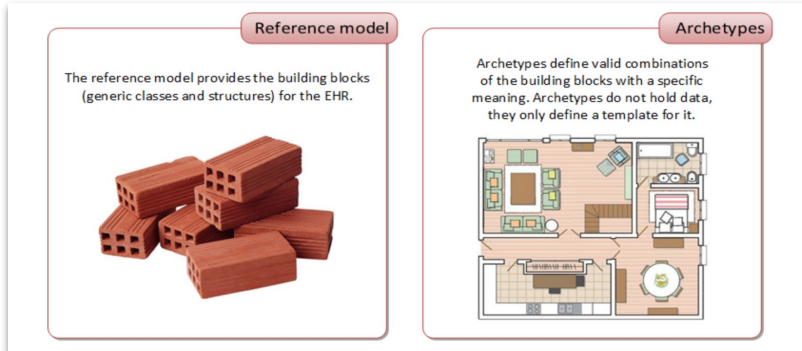 Reference model
The reference model provides the building blocks
(generic classes and structures) for the EHR.
Archetypes
Archetypes define valid combinations
of the building blocks with a specific
meaning. Archetypes do not hold data,
they only define a template for it.